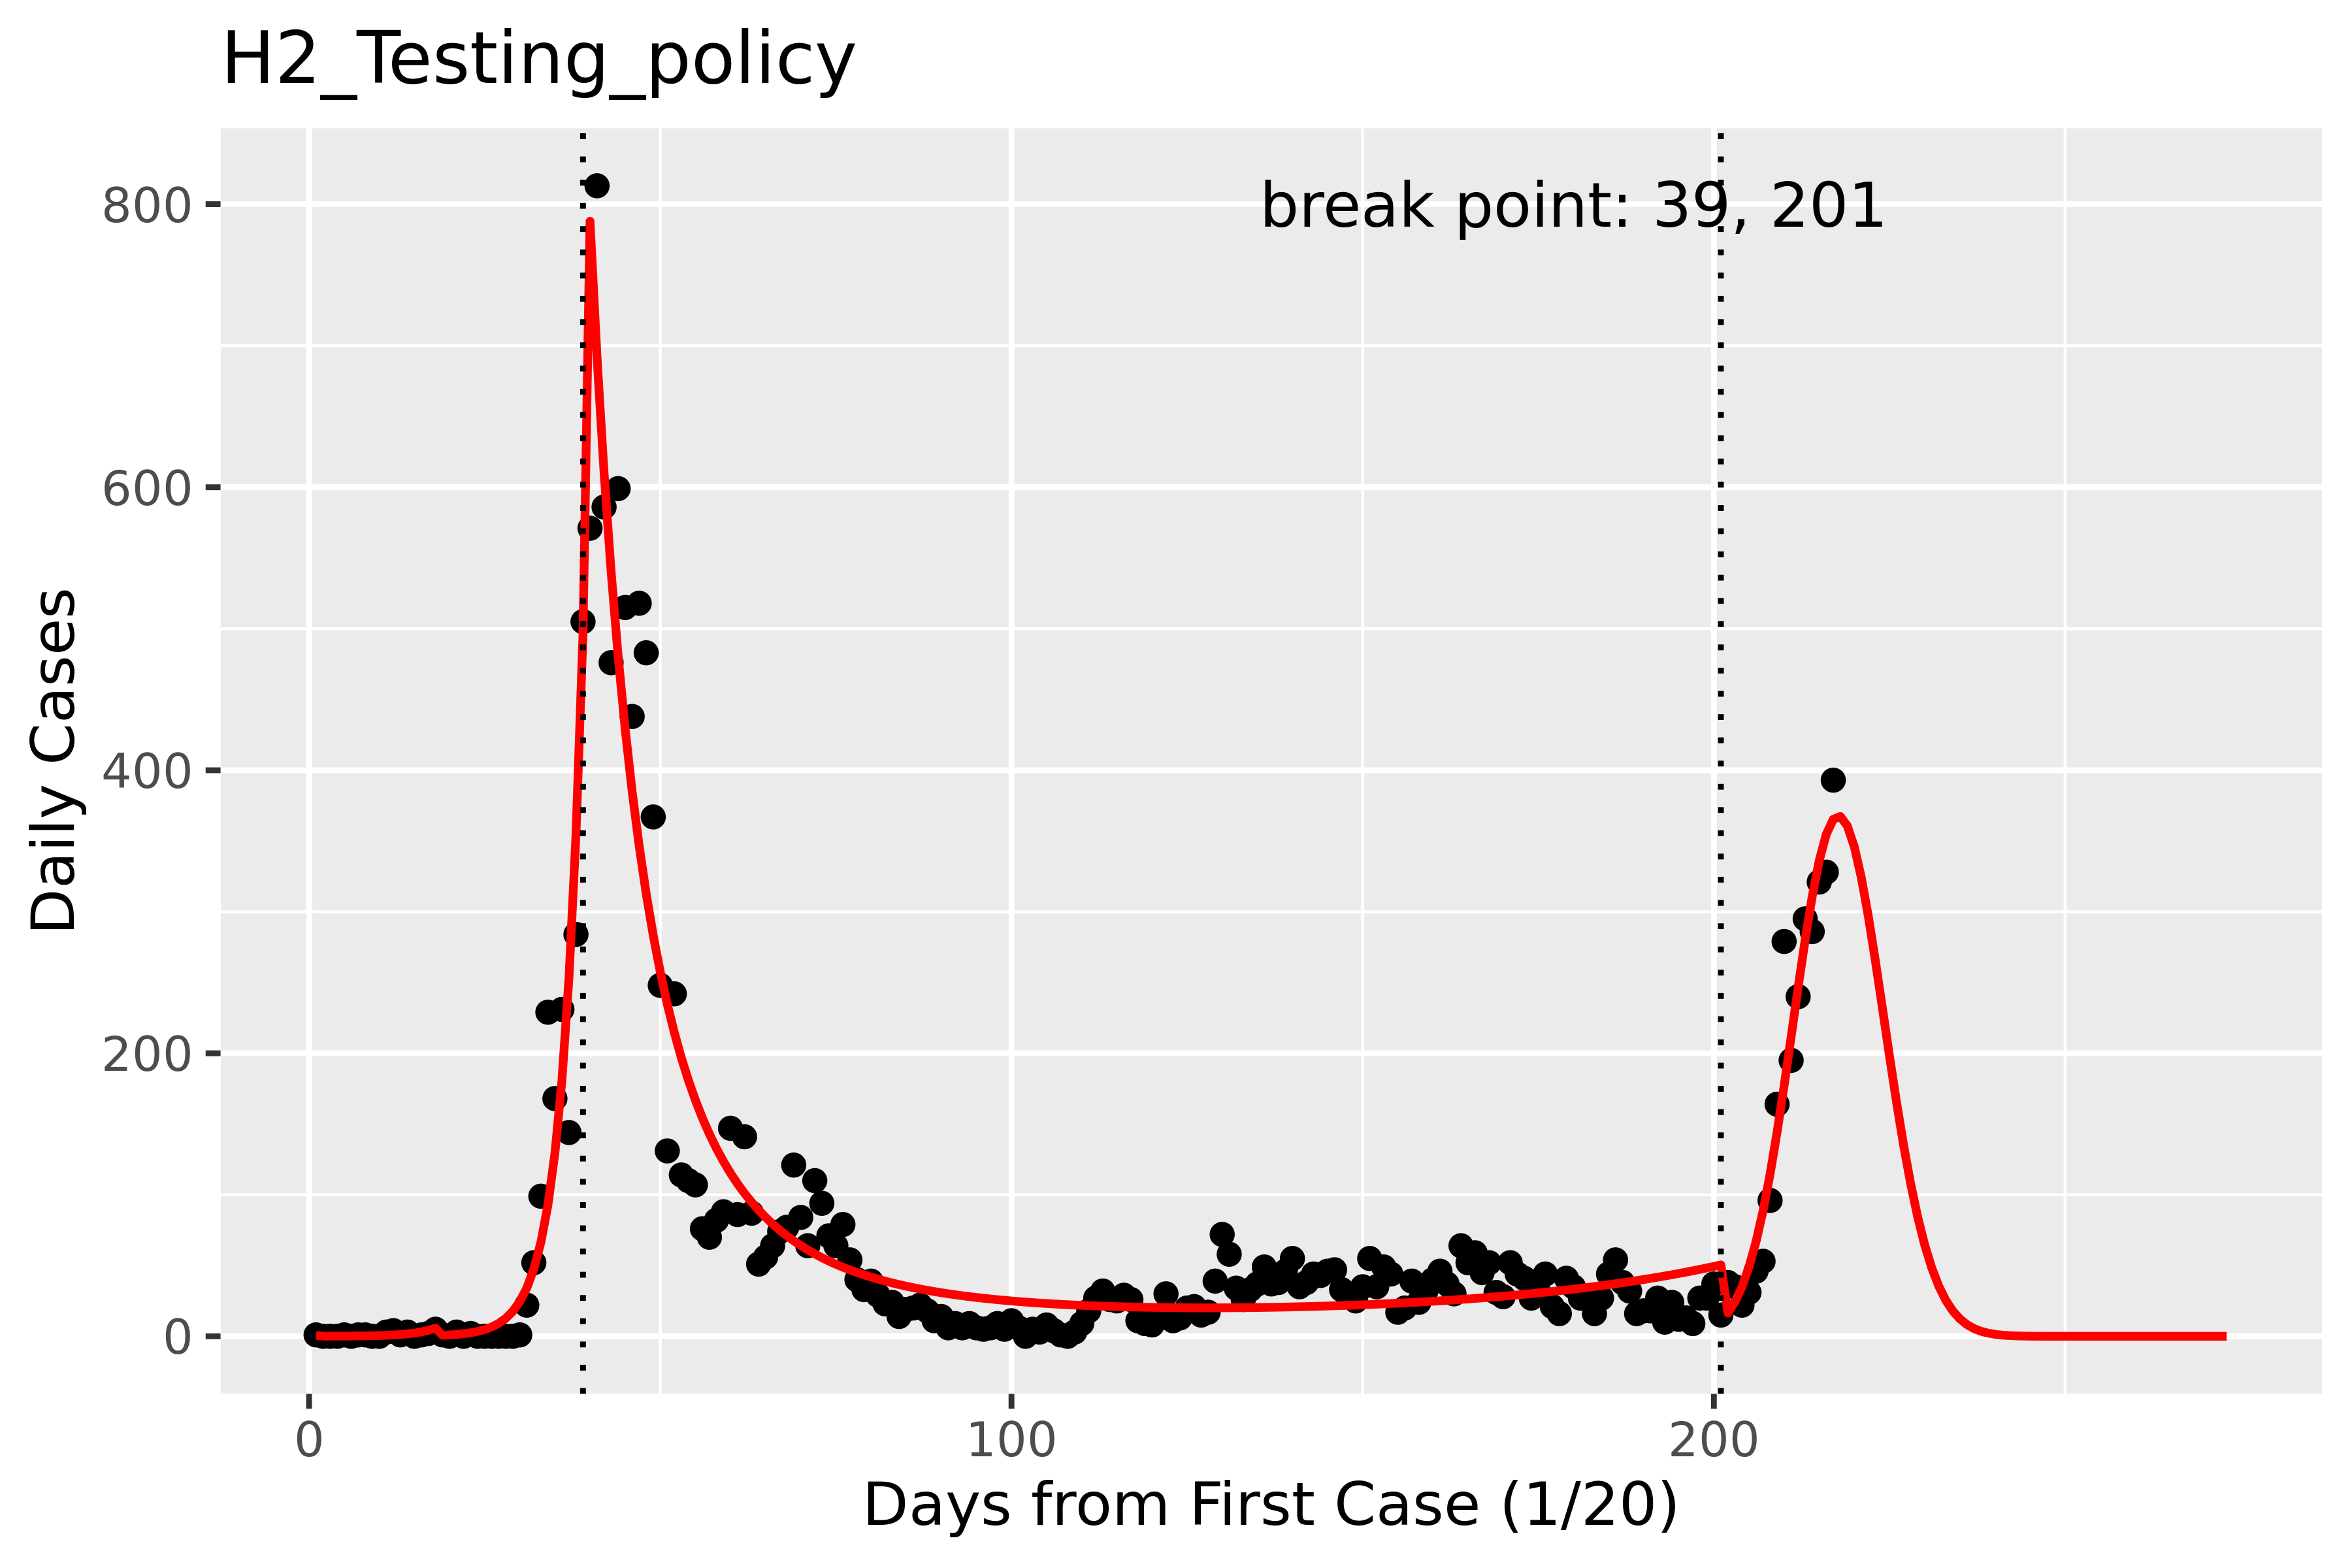 H2_Testing_policy
break point: 39, 201
800
600
400
200
0
Daily Cases
0 100 200
Days from First Case (1/20)